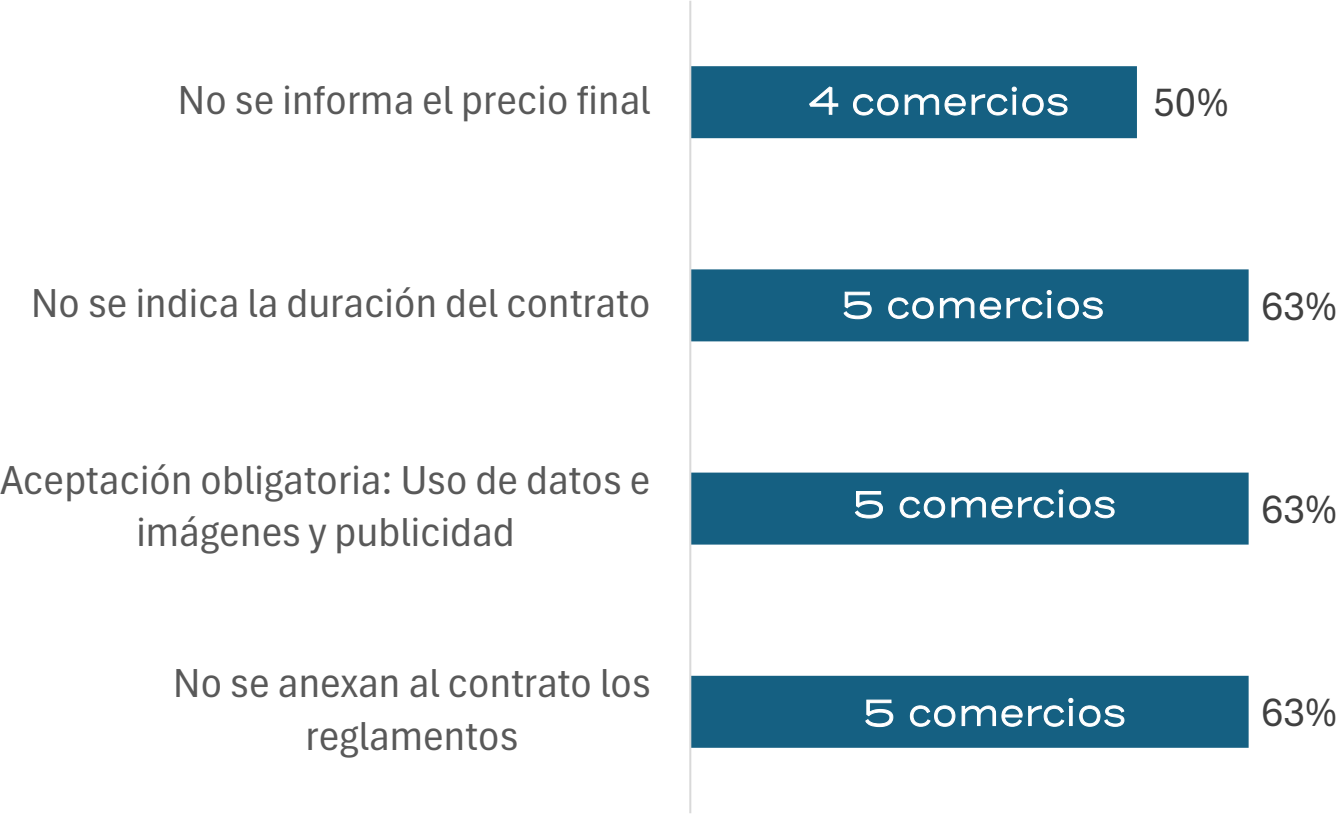 No se informa el precio final
4 comercios
50%
No se indica la duración del contrato
5 comercios
63%
Aceptación obligatoria: Uso de datos e
imágenes y publicidad
5 comercios
63%
No se anexan al contrato los
reglamentos
5 comercios
63%